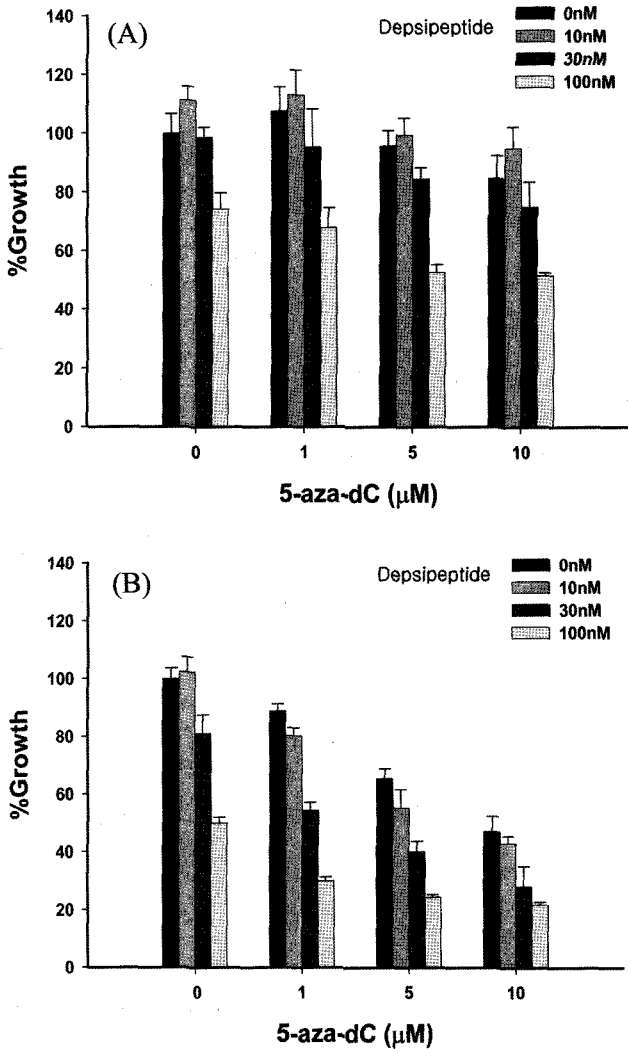 (A)
Depsipeptide
0nM
10nM
30nM
100nM
140
120
100
80
60
40
20
0
%Growth
0 1 5 10
5-aza-dC (μM)
(B)
Depsipeptide
0nM
10nM
30nM
100nM
140
120
100
80
60
40
20
0
%Growth
0 1 5 10
5-aza-dC (μM)